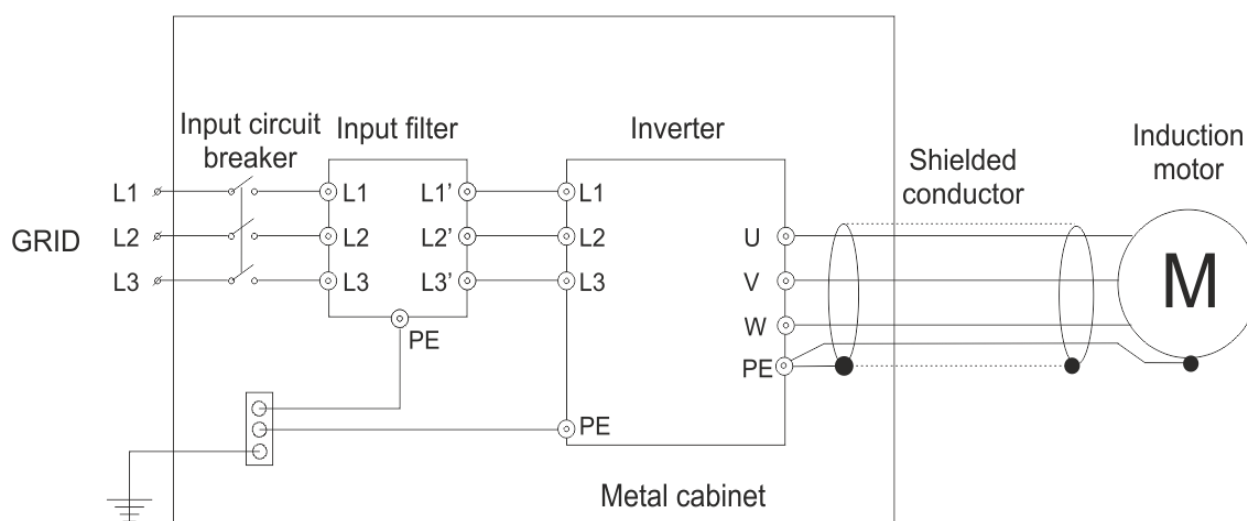 Input circuit
breaker
Input filter
Inverter
Shielded
conductor
Induction
motor
GRID
L1
L2
L3
L1
L2
L3
L1'
L2'
L3'
PE
L1
L2
L3
PE
U
V
W
PE
M
Metal cabinet